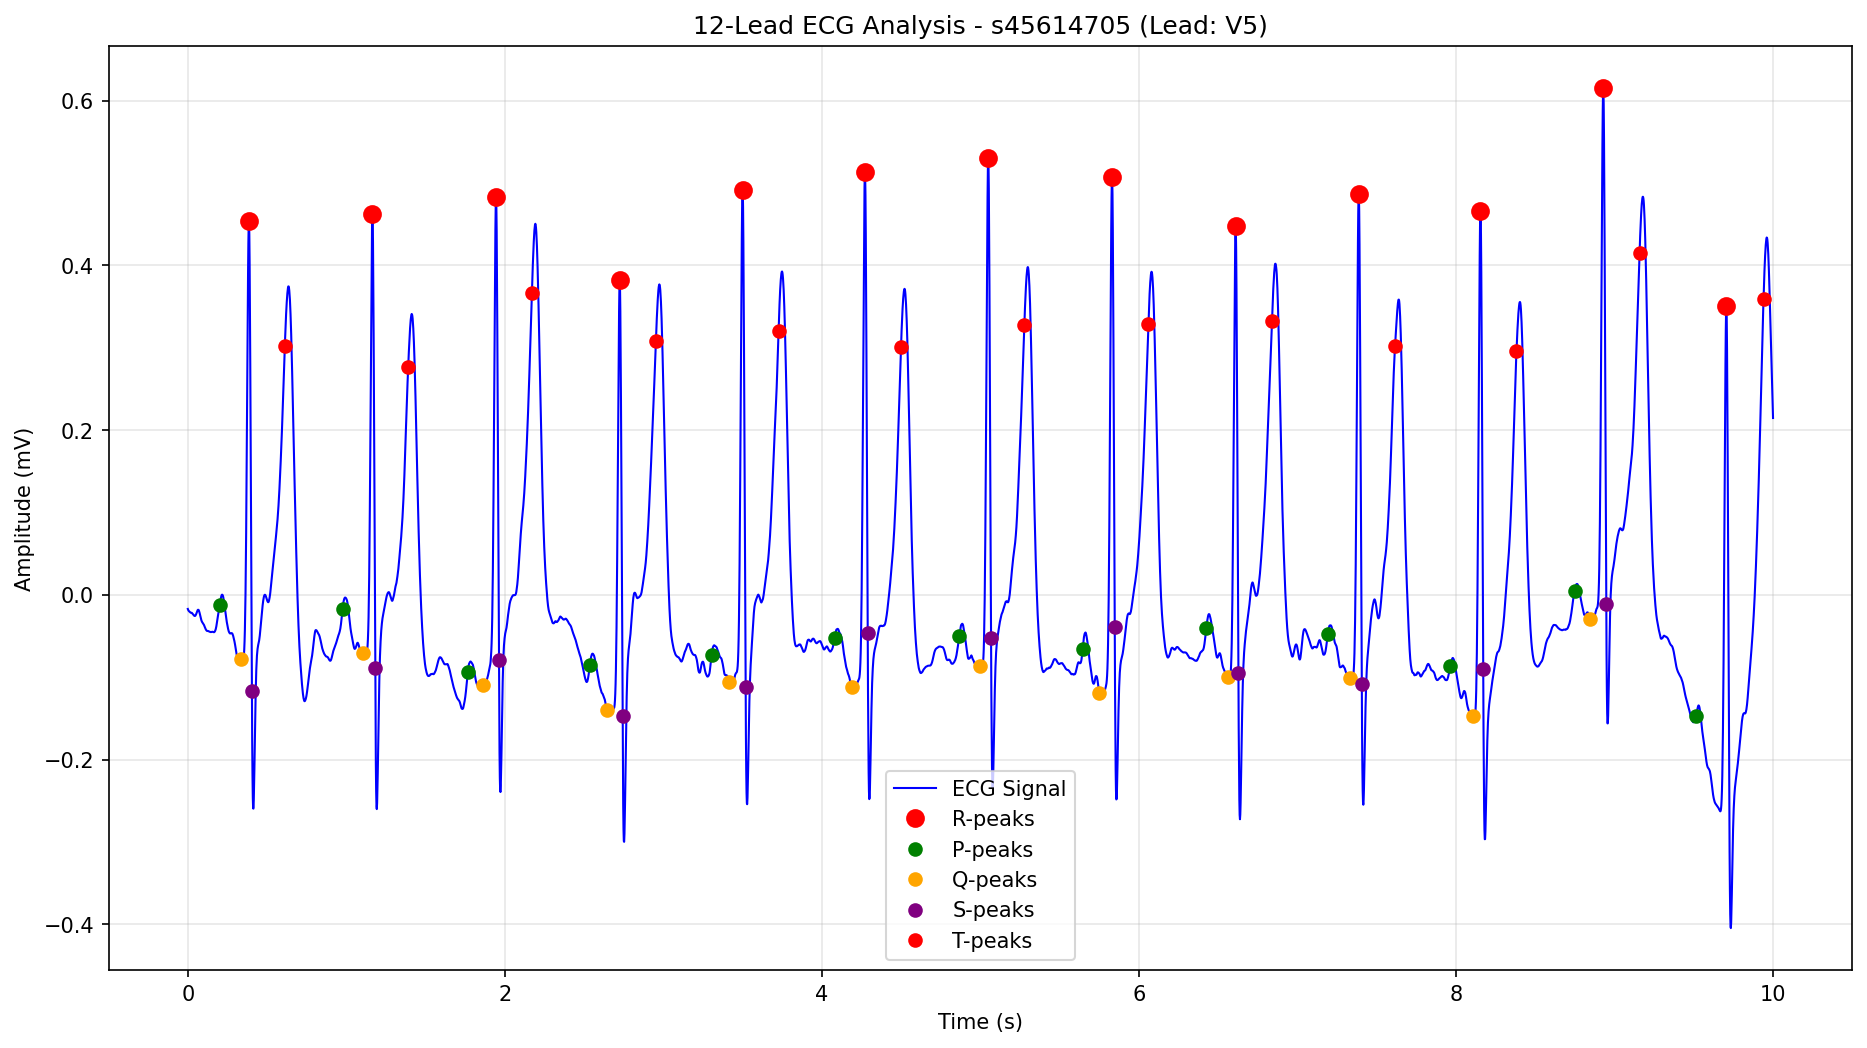 12-Lead ECG Analysis - s45614705 (Lead: V5)
Amplitude (mV)
0.6
0.4
0.2
0.0
−0.2
−0.4
ECG Signal
R-peaks
P-peaks
Q-peaks
S-peaks
T-peaks
0 2 4 6 8 10
Time (s)